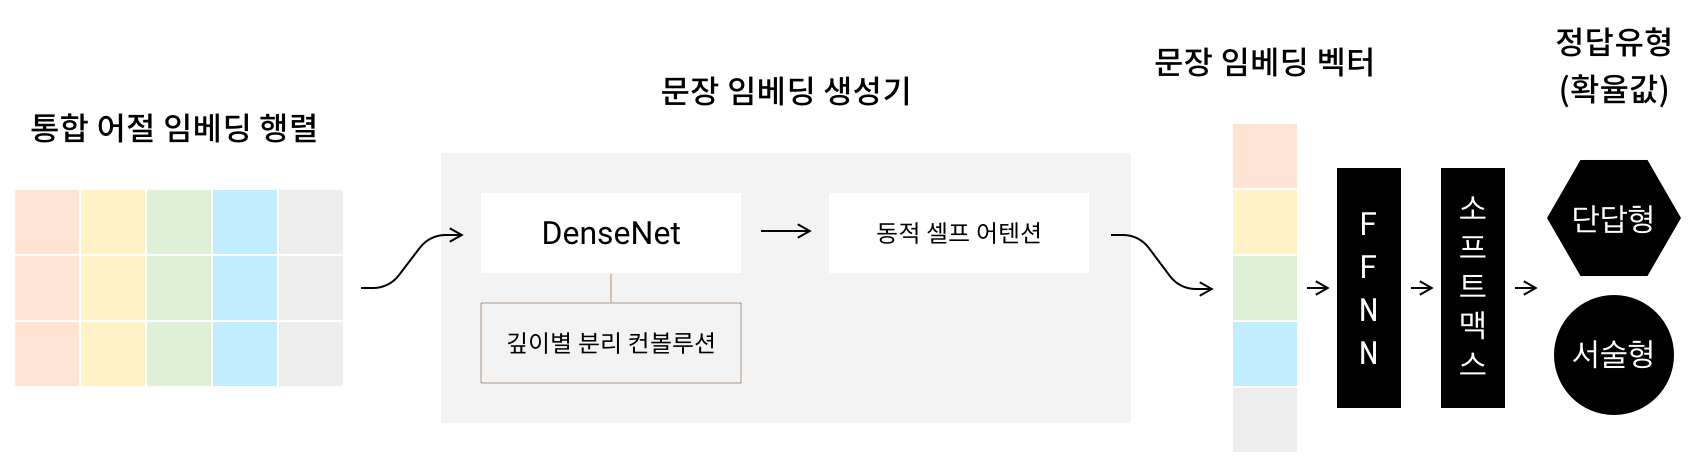 통합 어절 임베딩 행렬
문장 임베딩 생성기
DenseNet
동적 셀프 어텐션
깊이별 분리 컨볼루션
문장 임베딩 벡터
FFNN
소프트맥스
정답유형
(확율값)
단답형
서술형